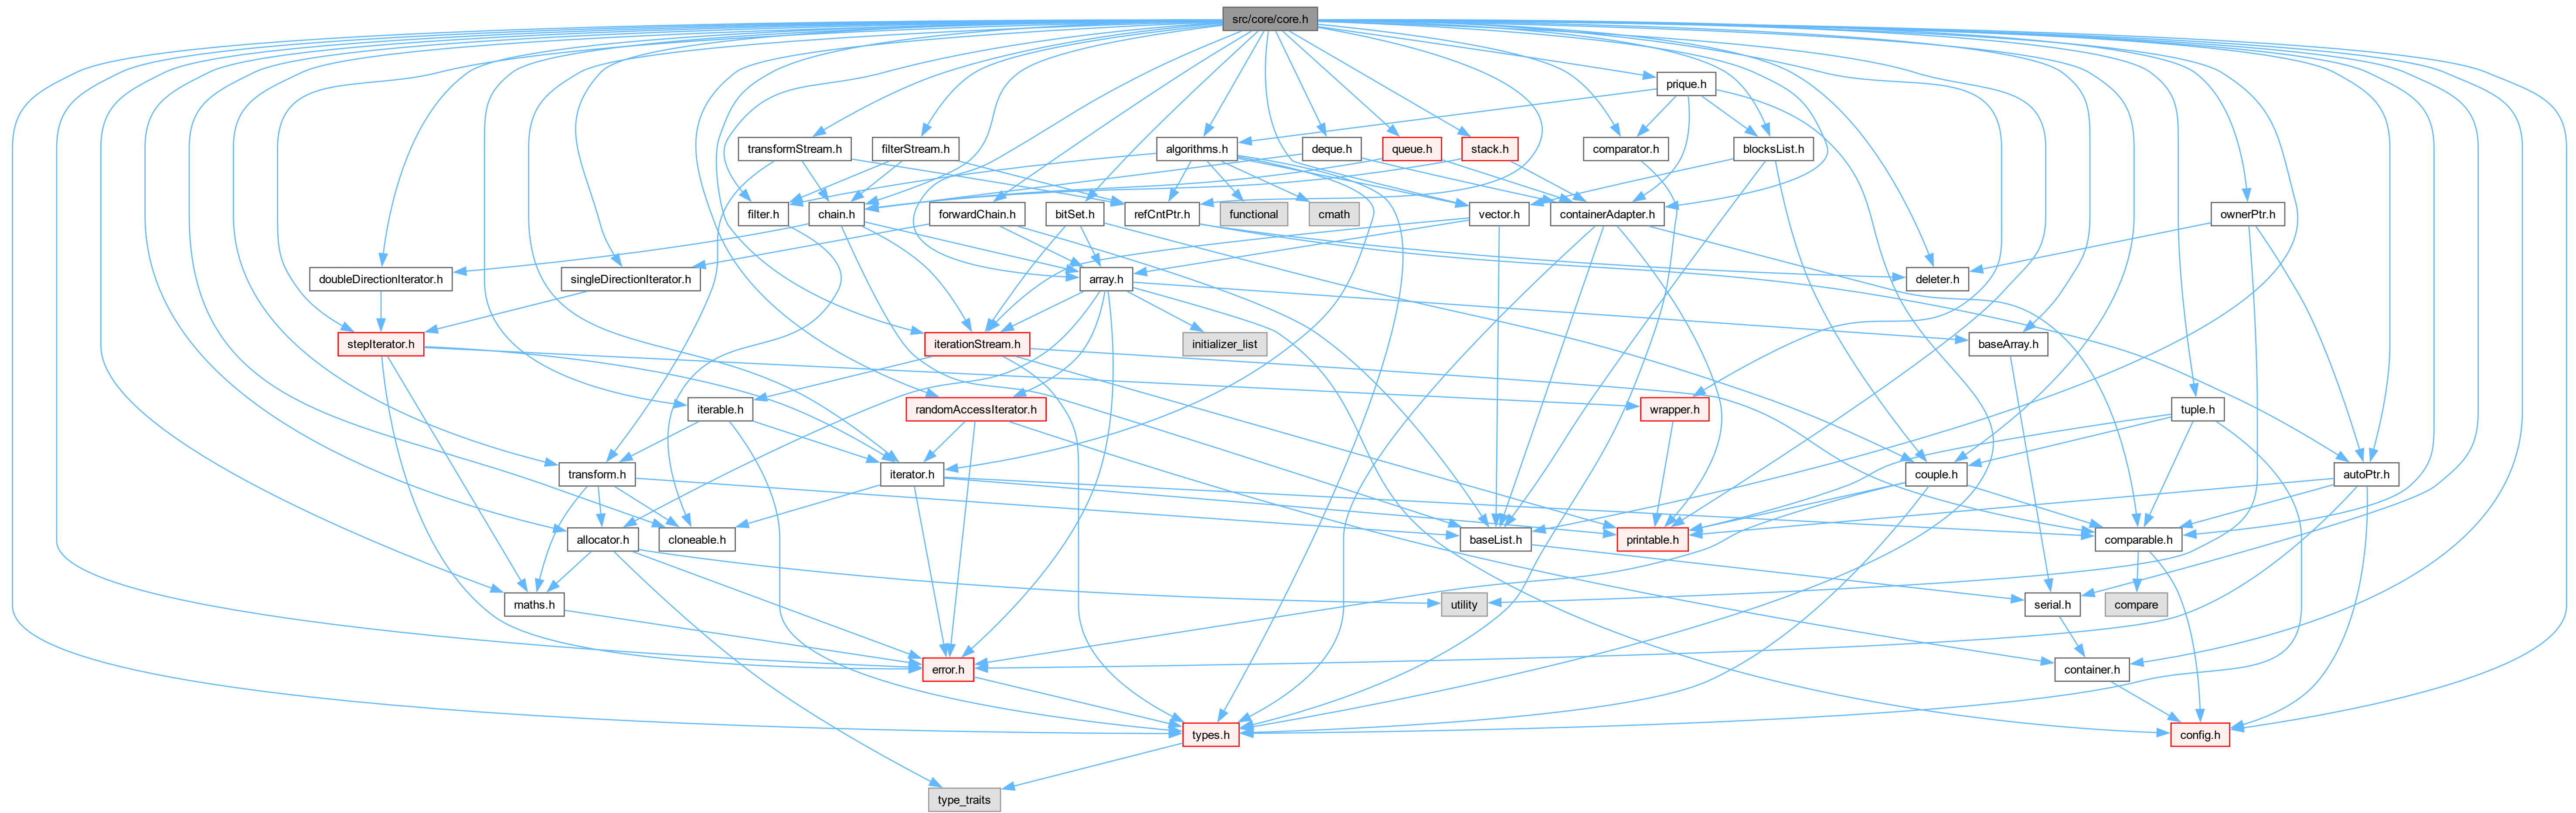 src/core/core.h
prique.h
transformStream.h
filterStream.h
algorithms.h
deque.h
queue.h
stack.h
comparator.h
blocksList.h
filter.h
chain.h
forwardChain.h
bitSet.h
refCntPtr.h
functional
cmath
vector.h
containerAdapter.h
ownerPtr.h
doubleDirectionIterator.h
singleDirectionIterator.h
array.h
deleter.h
stepIterator.h
iterationStream.h
initializer_list
baseArray.h
iterable.h
randomAccessIterator.h
wrapper.h
tuple.h
transform.h
iterator.h
couple.h
autoPtr.h
allocator.h
cloneable.h
baseList.h
printable.h
comparable.h
maths.h
utility
serial.h
compare
error.h
container.h
types.h
config.h
type_traits